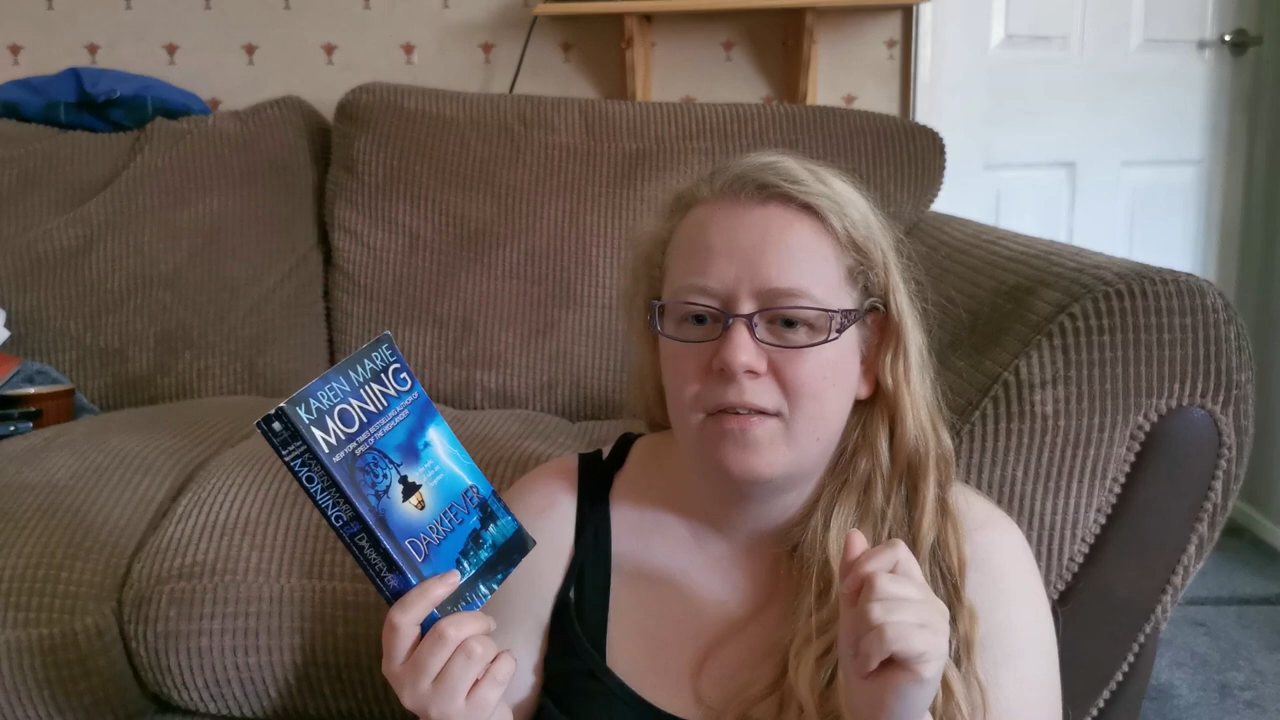 KAREN MARIE
MONING
NEW YORK TIMES BESTSELLING AUTHOR OF
SPELL OF THE HIGHLANDER
DARKFEVER
KAREN MARIE
MONING
DARKFEVER